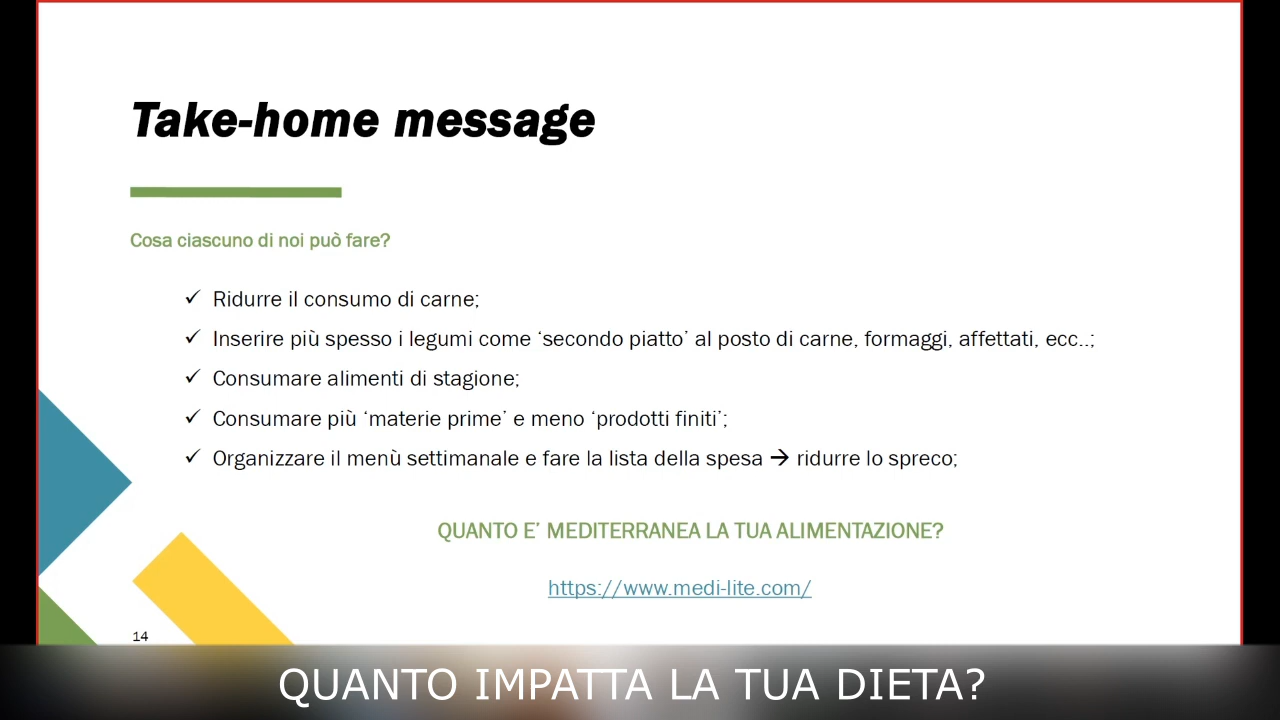 Take-home message
Cosa ciascuno di noi può fare?
✓ Ridurre il consumo di carne;
✓ Inserire più spesso i legumi come ‘secondo piatto’ al posto di carne, formaggi, affettati, ecc..;
✓ Consumare alimenti di stagione;
✓ Consumare più ‘materie prime’ e meno ‘prodotti finiti’;
✓ Organizzare il menù settimanale e fare la lista della spesa → ridurre lo spreco;
QUANTO E’ MEDITERRANEA LA TUA ALIMENTAZIONE?
https://www.medi-lite.com/
14
QUANTO IMPATTA LA TUA DIETA?